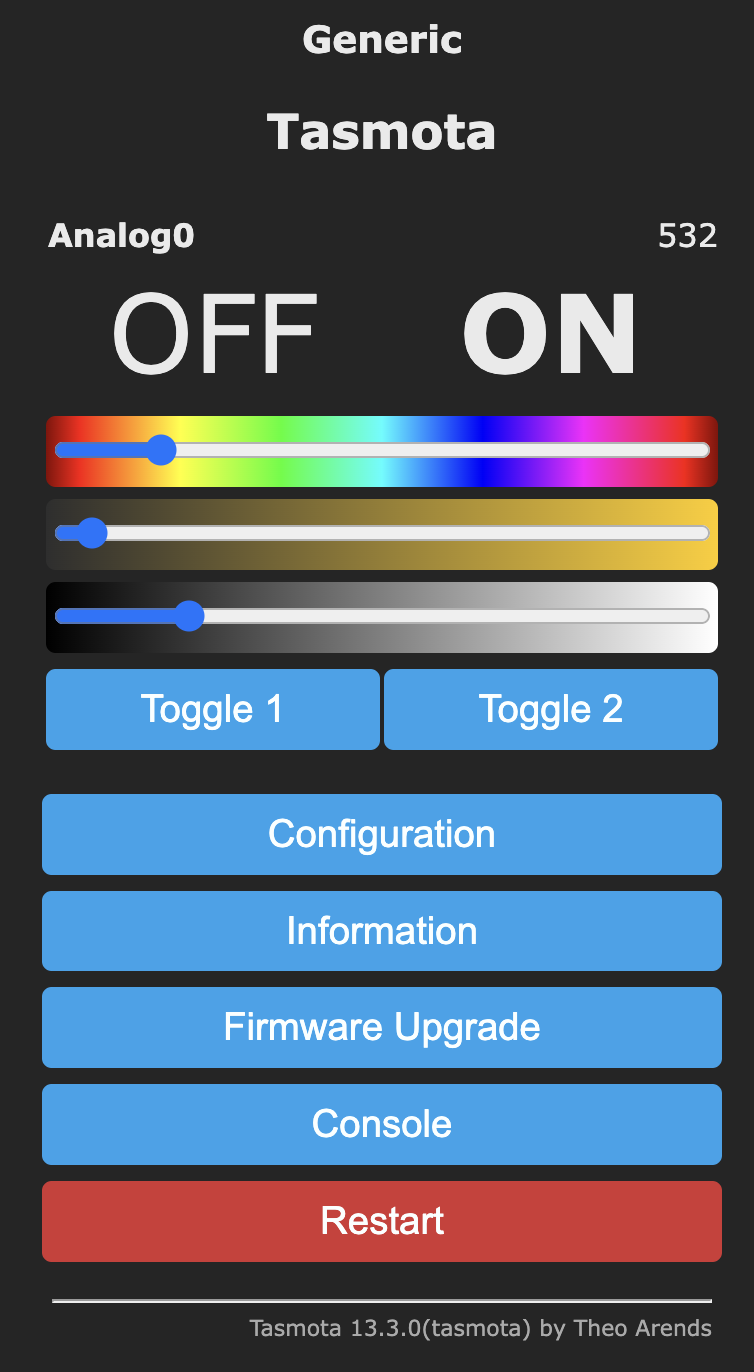 Generic
Tasmota
Analog0 532
OFF ON
Toggle 1 Toggle 2
Configuration
Information
Firmware Upgrade
Console
Restart
Tasmota 13.3.0(tasmota) by Theo Arends